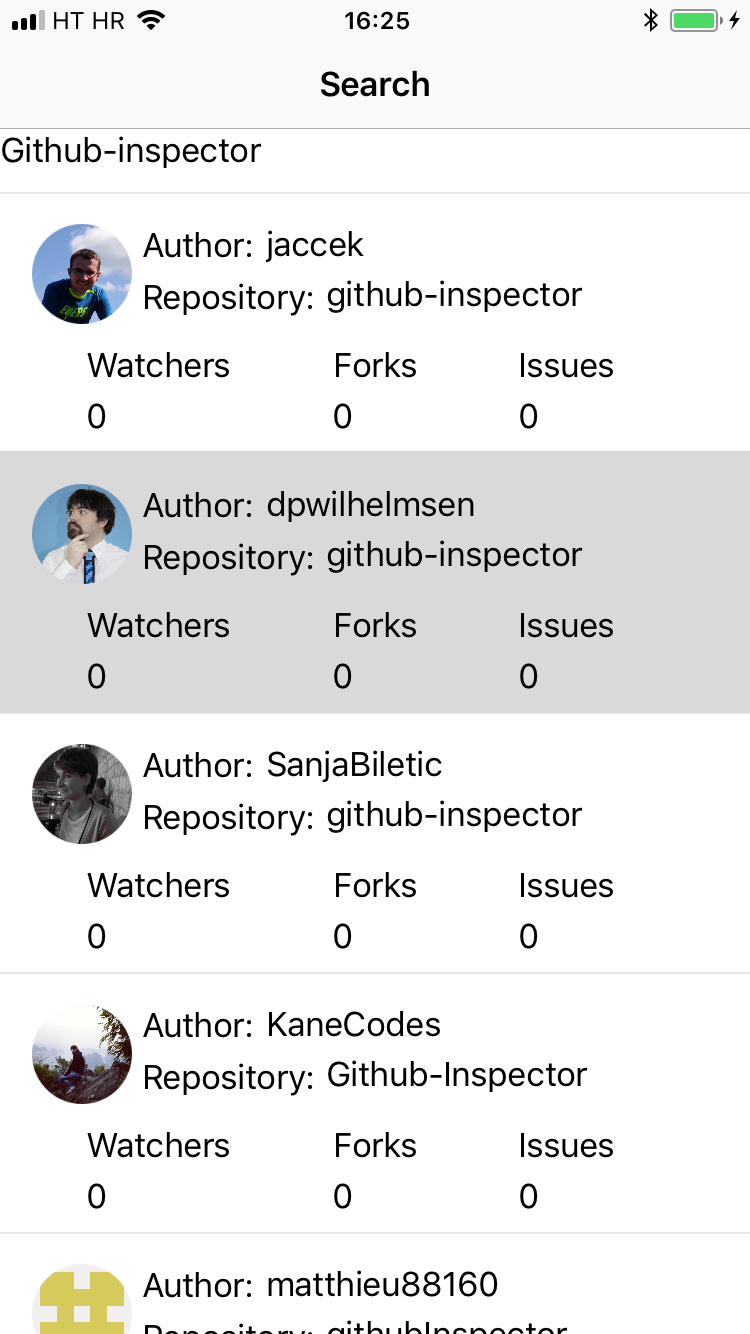 HT HR 16:25
Search
Github-inspector
Author: jaccek
Repository: github-inspector
Watchers Forks Issues
0 0 0
Author: dpwilhelmsen
Repository: github-inspector
Watchers Forks Issues
0 0 0
Author: SanjaBiletic
Repository: github-inspector
Watchers Forks Issues
0 0 0
Author: KaneCodes
Repository: Github-Inspector
Watchers Forks Issues
0 0 0
Author: matthieu88160
Repository: githubInspector